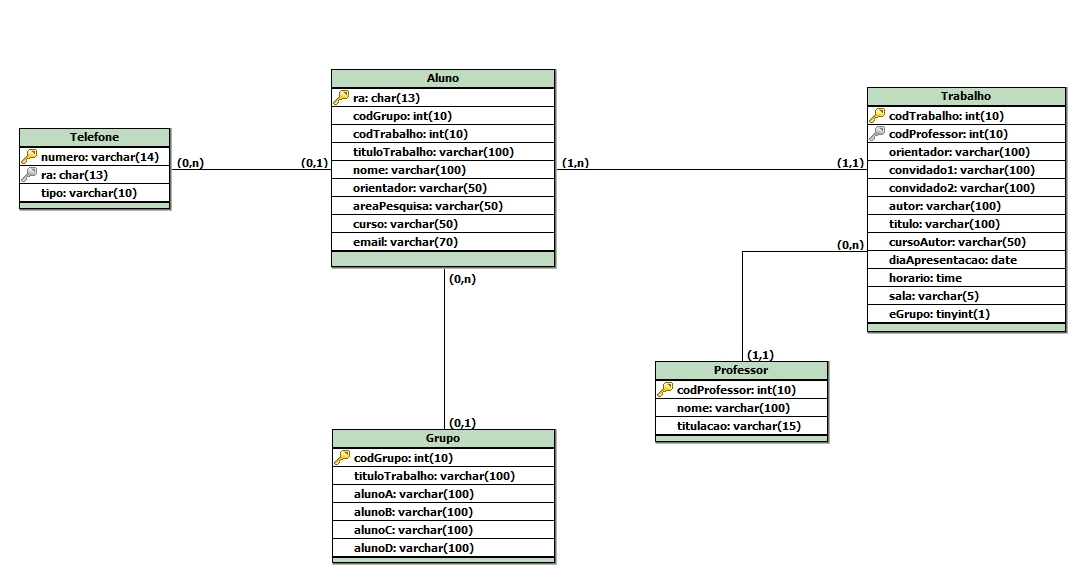 Telefone
numero: varchar(14)
ra: char(13)
tipo: varchar(10)
(0,n)
(0,1)
Aluno
ra: char(13)
codGrupo: int(10)
codTrabalho: int(10)
tituloTrabalho: varchar(100)
nome: varchar(100)
orientador: varchar(50)
areaPesquisa: varchar(50)
curso: varchar(50)
email: varchar(70)
(1,n)
(1,1)
Trabalho
codTrabalho: int(10)
codProfessor: int(10)
orientador: varchar(100)
convidado1: varchar(100)
convidado2: varchar(100)
autor: varchar(100)
titulo: varchar(100)
cursoAutor: varchar(50)
diaApresentacao: date
horario: time
sala: varchar(5)
eGrupo: tinyint(1)
(0,n)
(1,1)
Professor
codProfessor: int(10)
nome: varchar(100)
titulacao: varchar(15)
(0,n)
(0,1)
Grupo
codGrupo: int(10)
tituloTrabalho: varchar(100)
alunoA: varchar(100)
alunoB: varchar(100)
alunoC: varchar(100)
alunoD: varchar(100)